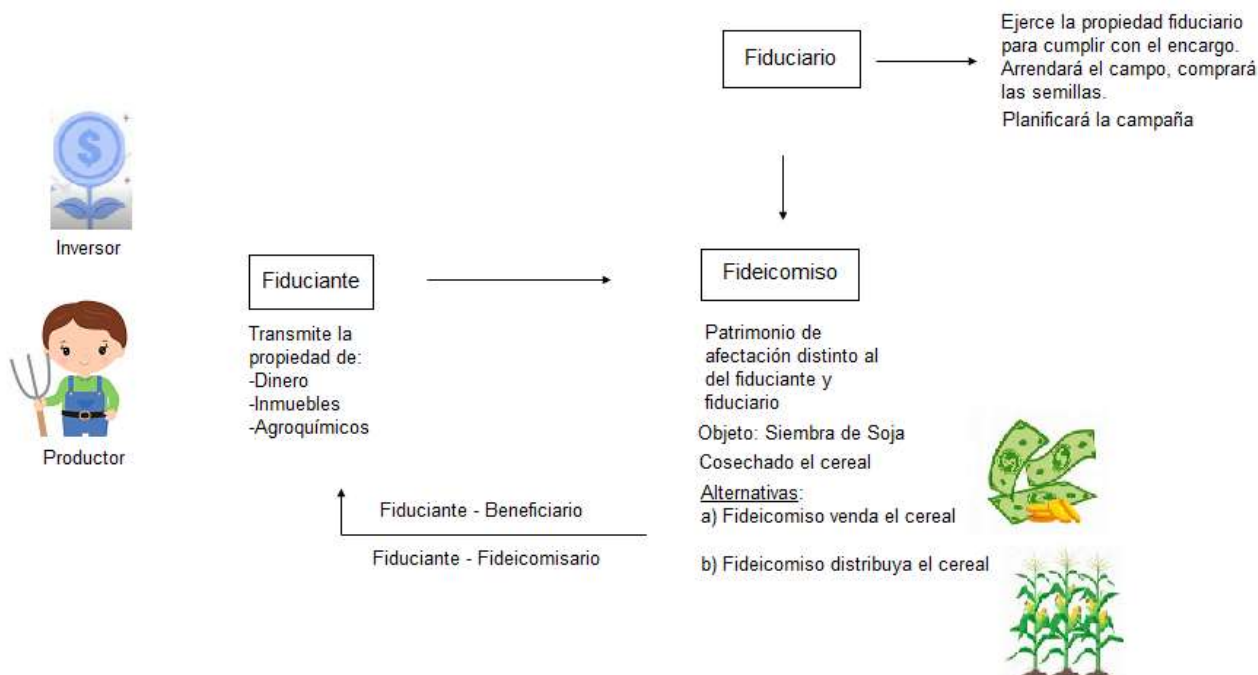 Fiduciario
Ejerce la propiedad fiduciario
para cumplir con el encargo.
Arrendará el campo, comprará
las semillas.
Planificará la campaña
$
Inversor
Productor
Fiduciante
Transmite la
propiedad de:
-Dinero
-Inmuebles
-Agroquímicos
Fideicomiso
Patrimonio de
afectación distinto al
del fiduciante y
fiduciario
Objeto: Siembra de Soja
Cosechado el cereal
Alternativas:
a) Fideicomiso venda el cereal
b) Fideicomiso distribuya el cereal
Fiduciante - Beneficiario
Fiduciante - Fideicomisario